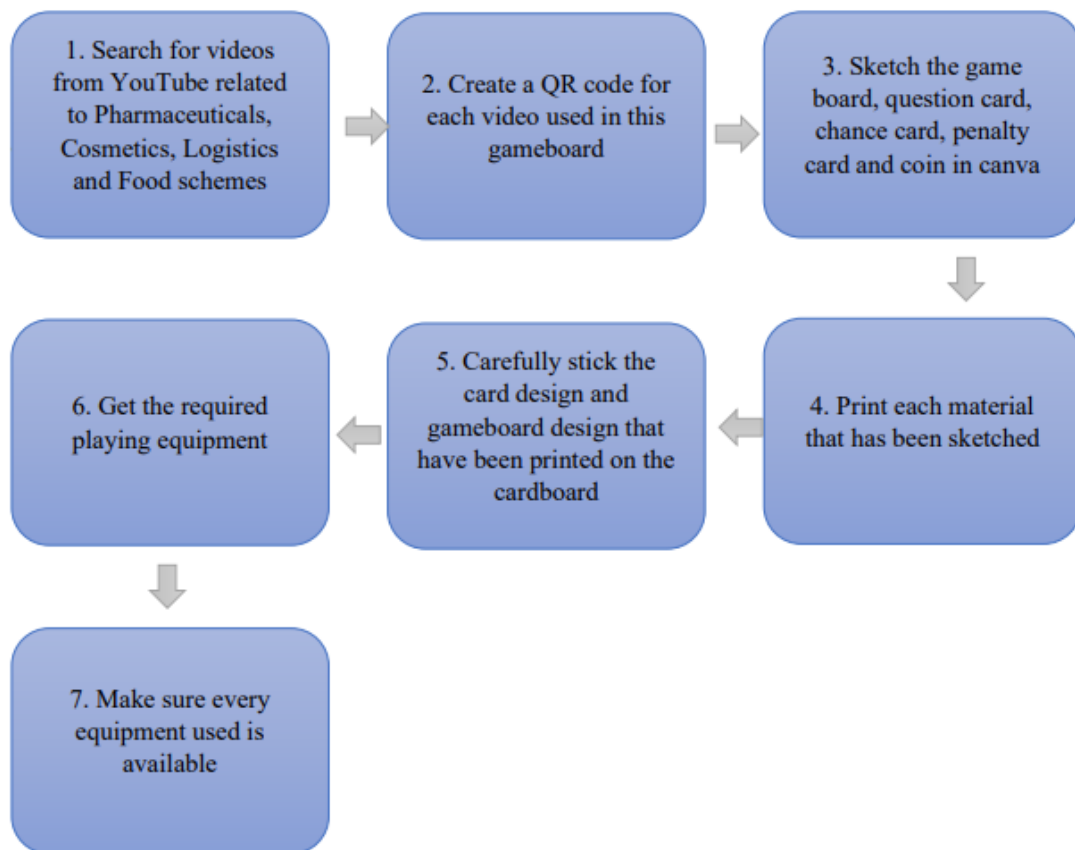 1. Search for videos
from YouTube related
to Pharmaceuticals,
Cosmetics, Logistics
and Food schemes
2. Create a QR code for
each video used in this
gameboard
3. Sketch the game
board, question card,
chance card, penalty
card and coin in canva
4. Print each material
that has been sketched
5. Carefully stick the
card design and
gameboard design that
have been printed on the
cardboard
6. Get the required
playing equipment
7. Make sure every
equipment used is
available